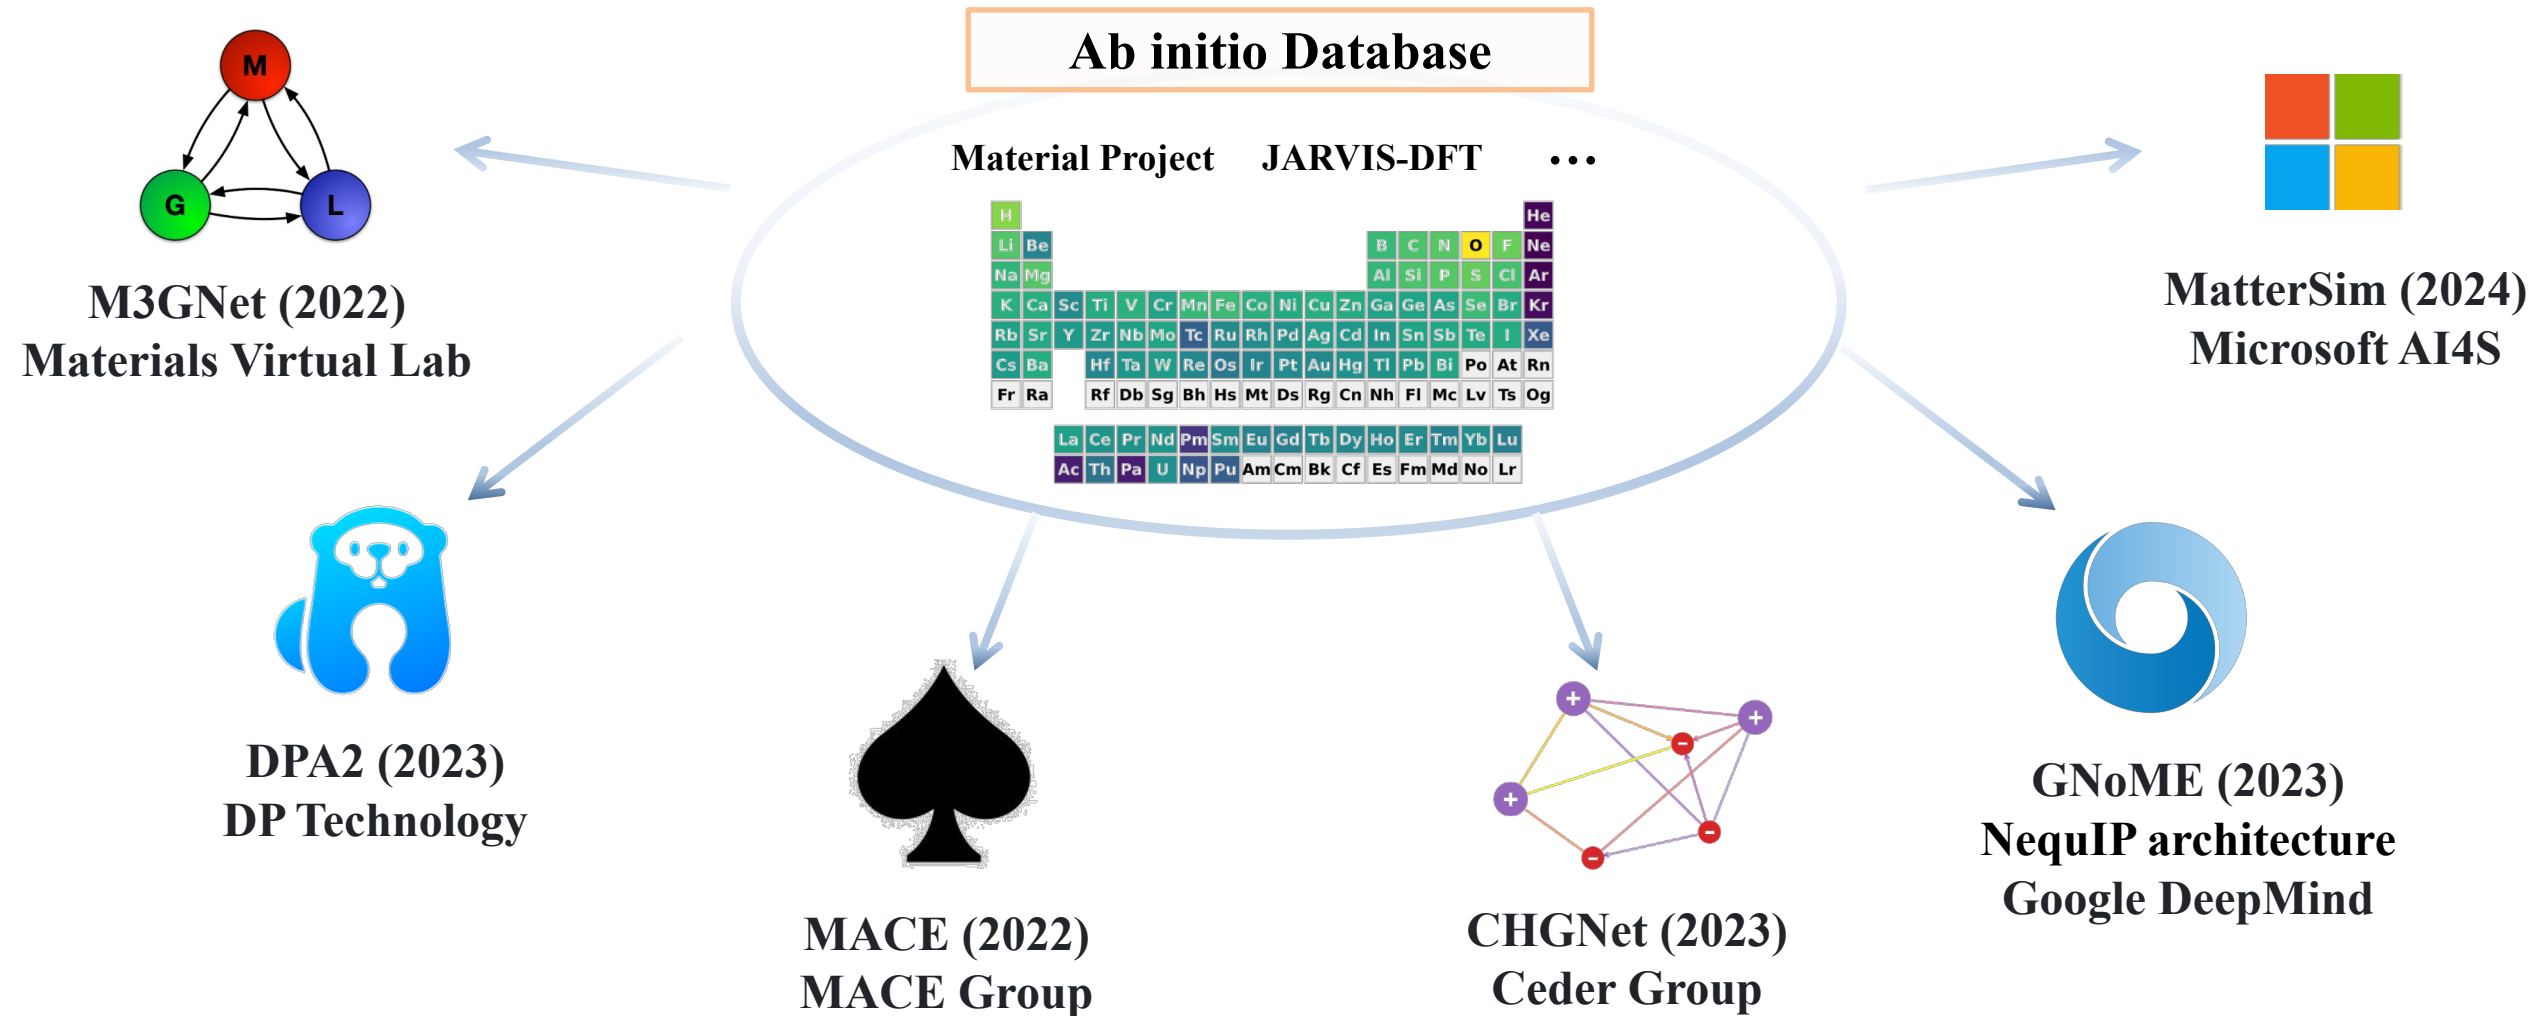 Ab initio Database
Material Project JARVIS-DFT ...
H He
Li Be B C N O F Ne
Na Mg Al Si P S Cl Ar
K Ca Sc Ti V Cr Mn Fe Co Ni Cu Zn Ga Ge As Se Br Kr
Rb Sr Y Zr Nb Mo Tc Ru Rh Pd Ag Cd In Sn Sb Te I Xe
Cs Ba Hf Ta W Re Os Ir Pt Au Hg Tl Pb Bi Po At Rn
Fr Ra Rf Db Sg Bh Hs Mt Ds Rg Cn Nh Fl Mc Lv Ts Og
La Ce Pr Nd Pm Sm Eu Gd Tb Dy Ho Er Tm Yb Lu
Ac Th Pa U Np Pu Am Cm Bk Cf Es Fm Md No Lr
M
G L
M3GNet (2022)
Materials Virtual Lab
DPA2 (2023)
DP Technology
MACE (2022)
MACE Group
+ +
−
+
−
−
CHGNet (2023)
Ceder Group
GNoME (2023)
NequIP architecture
Google DeepMind
MatterSim (2024)
Microsoft AI4S